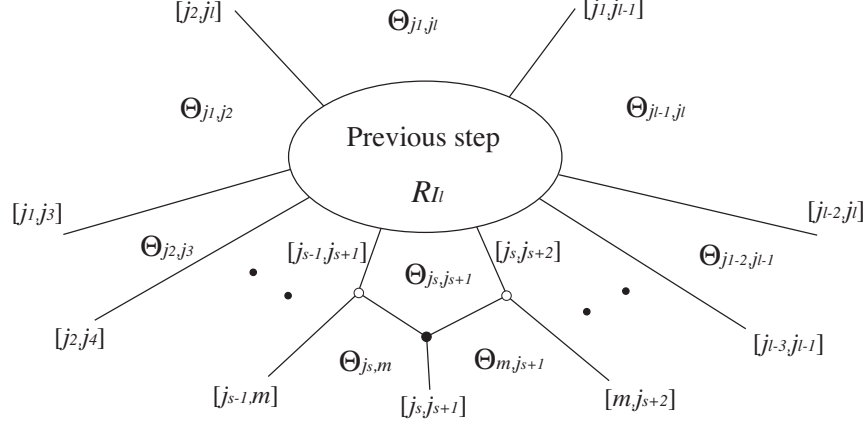 [j2,jl]
Θj1,jl
[j1,jl-1]
Θj1,j2
Θjl-1,jl
Previous step
RIl
[j1,j3]
[jl-2,jl]
Θj2,j3
[js-1,js+1]
[js,js+2]
Θjs,js+1
Θj1-2,jl-1
[j2,j4]
[jl-3,jl-1]
Θjs,m
Θm,js+1
[js-1,m]
[js,js+1]
[m,js+2]